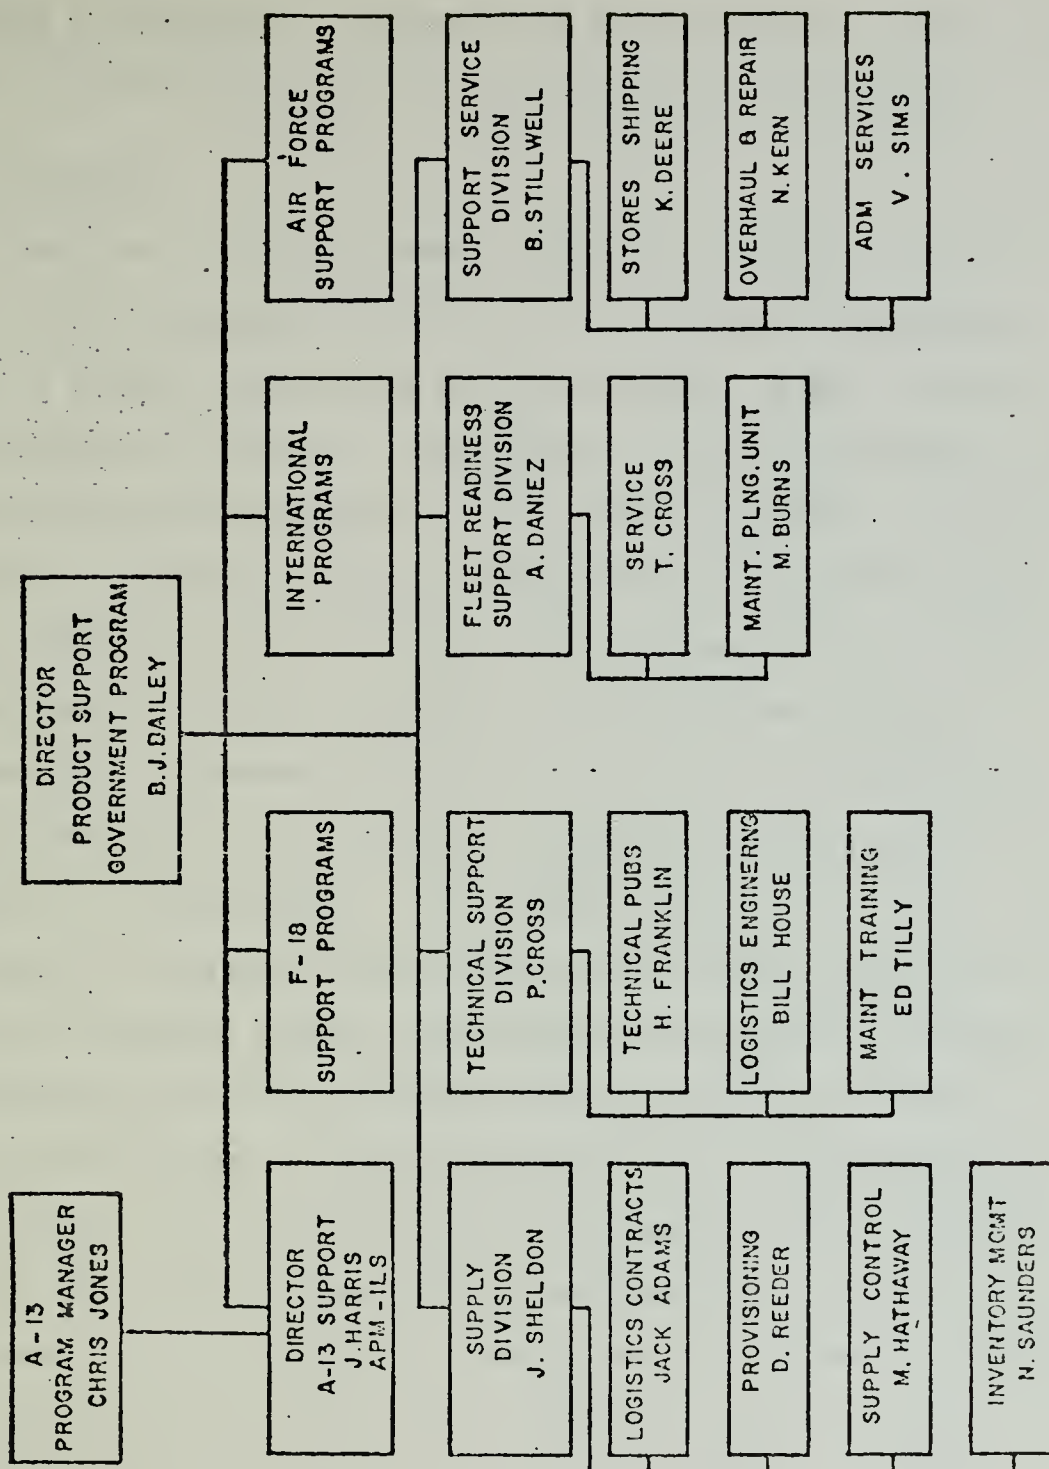 A-13
PROGRAM MANAGER
CHRIS JONES
DIRECTOR
PRODUCT SUPPORT
GOVERNMENT PROGRAM
B.J.DAILEY
DIRECTOR
A-13 SUPPORT
J.HARRIS
APM-ILS
F-18
SUPPORT PROGRAMS
INTERNATIONAL
PROGRAMS
AIR FORCE
SUPPORT PROGRAMS
SUPPLY
DIVISION
J. SHELDON
TECHNICAL SUPPORT
DIVISION
P.CROSS
FLEET READINESS
SUPPORT DIVISION
A.DANIEZ
SUPPORT SERVICE
DIVISION
B.STILLWELL
LOGISTICS CONTRACTS
JACK ADAMS
TECHNICAL PUBS
H. FRANKLIN
SERVICE
T. CROSS
STORES SHIPPING
K.DEERE
PROVISIONING
D. REEDER
LOGISTICS ENGINERNG
BILL HOUSE
MAINT. PLNG. UNIT
M. BURNS
OVERHAUL & REPAIR
N.KERN
SUPPLY CONTROL
M. HATHAWAY
MAINT TRAINING
ED TILLY
ADM SERVICES
V. SIMS
INVENTORY MGMT
N. SAUNDERS